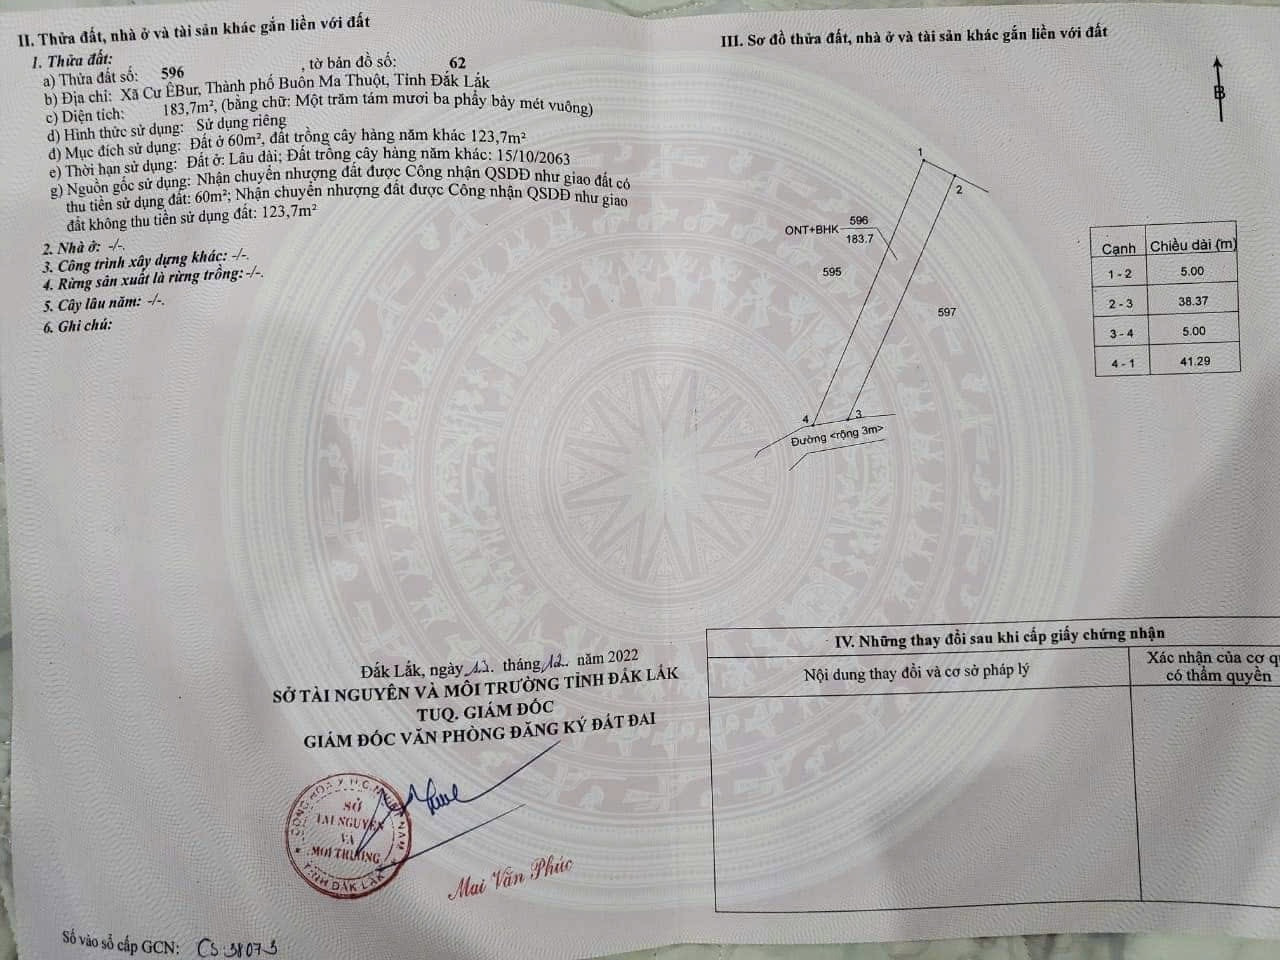 II. Thửa đất, nhà ở và tài sản khác gắn liền với đất
1. Thửa đất:
a) Thửa đất số: 596 , tờ bản đồ số: 62
b) Địa chỉ: Xã Cư ÊBur, Thành phố Buôn Ma Thuột, Tỉnh Đắk Lắk
c) Diện tích: 183,7m², (bằng chữ: Một trăm tám mươi ba phẩy bảy mét vuông)
d) Hình thức sử dụng: Sử dụng riêng
đ) Mục đích sử dụng: Đất ở 60m², đất trồng cây hàng năm khác 123,7m²
e) Thời hạn sử dụng: Đất ở: Lâu dài; Đất trồng cây hàng năm khác: 15/10/2063
g) Nguồn gốc sử dụng: Nhận chuyển nhượng đất được Công nhận QSDĐ như giao đất có
thu tiền sử dụng đất: 60m²; Nhận chuyển nhượng đất được Công nhận QSDĐ như giao
đất không thu tiền sử dụng đất: 123,7m²
2. Nhà ở: -/-.
3. Công trình xây dựng khác: -/-.
4. Rừng sản xuất là rừng trồng: -/-.
5. Cây lâu năm: -/-.
6. Ghi chú:
Đắk Lắk, ngày tháng 12 năm 2022
SỞ TÀI NGUYÊN VÀ MÔI TRƯỜNG TỈNH ĐẮK LẮK
TUQ. GIÁM ĐỐC
GIÁM ĐỐC VĂN PHÒNG ĐĂNG KÝ ĐẤT ĐAI
SỞ
TÀI NGUYÊN
VÀ
MÔI TRƯỜNG
TỈNH ĐẮK LẮK
Mai Văn Phúc
Số vào sổ cấp GCN: CS 38073
III. Sơ đồ thửa đất, nhà ở và tài sản khác gắn liền với đất
B
1
2
ONT+BHK 596
183.7
595
597
4
3
Đường <rộng 3m>
Cạnh Chiều dài (m)
1 - 2 5.00
2 - 3 38.37
3 - 4 5.00
4 - 1 41.29
IV. Những thay đổi sau khi cấp giấy chứng nhận
Nội dung thay đổi và cơ sở pháp lý
Xác nhận của cơ q
có thẩm quyền